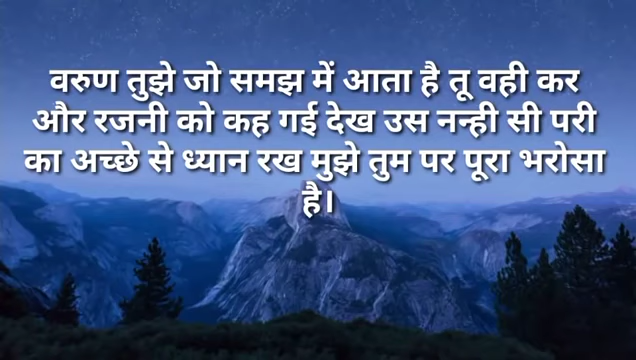 वरुण तुझे जो समझ में आता है तू वही कर
और रजनी को कह गई देख उस नन्ही सी परी
का अच्छे से ध्यान रख मुझे तुम पर पूरा भरोसा
है।